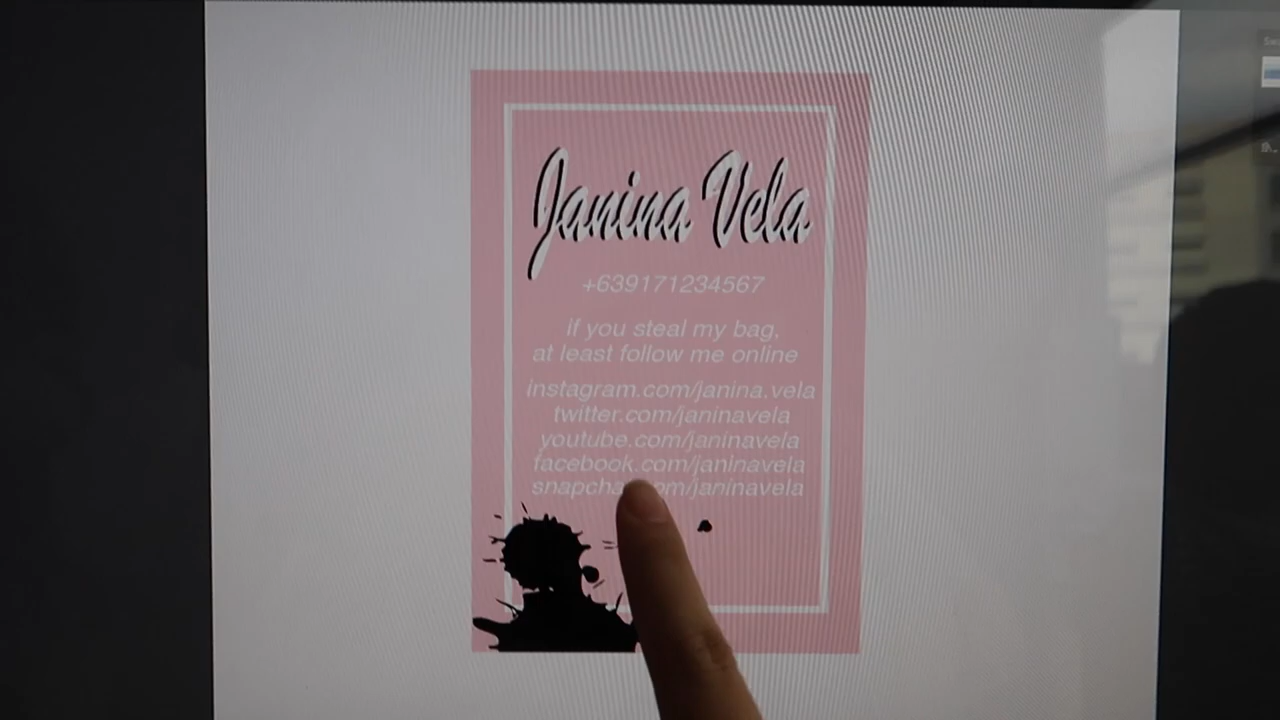 Janina Vela
+639171234567
if you steal my bag,
at least follow me online
instagram.com/janina.vela
twitter.com/janinavela
youtube.com/janinavela
facebook.com/janinavela